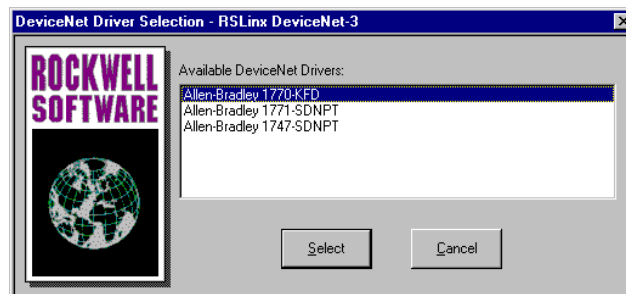 DeviceNet Driver Selection - RSLinx DeviceNet-3
ROCKWELL
SOFTWARE
Available DeviceNet Drivers:
Allen-Bradley 1770-KFD
Allen-Bradley 1771-SDNPT
Allen-Bradley 1747-SDNPT
Select
Cancel